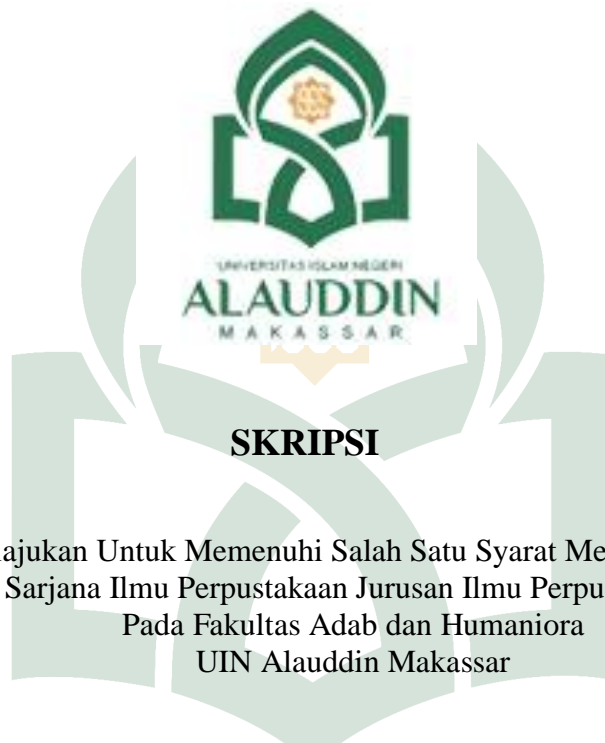 UNIVERSITAS ISLAM NEGERI
ALAUDDIN
MAKASSAR
SKRIPSI
ajukan Untuk Memenuhi Salah Satu Syarat Me
Sarjana Ilmu Perpustakaan Jurusan Ilmu Perpu
Pada Fakultas Adab dan Humaniora
UIN Alauddin Makassar